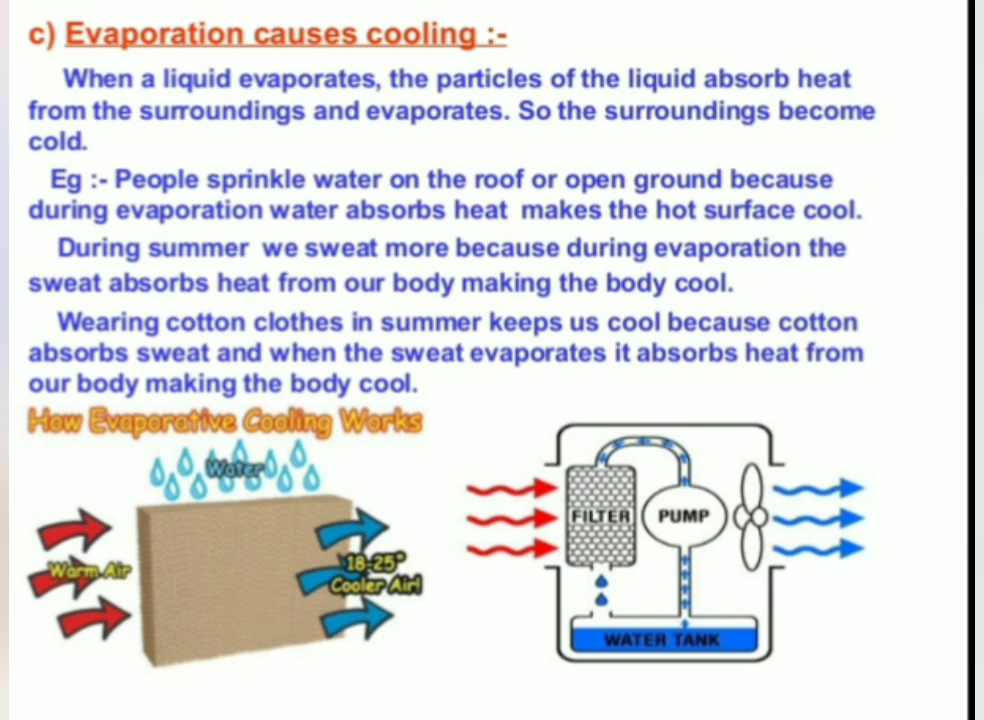 c) Evaporation causes cooling :-
When a liquid evaporates, the particles of the liquid absorb heat
from the surroundings and evaporates. So the surroundings become
cold.
Eg :- People sprinkle water on the roof or open ground because
during evaporation water absorbs heat makes the hot surface cool.
During summer we sweat more because during evaporation the
sweat absorbs heat from our body making the body cool.
Wearing cotton clothes in summer keeps us cool because cotton
absorbs sweat and when the sweat evaporates it absorbs heat from
our body making the body cool.
How Evaporative Cooling Works
Water
Warm Air
18-25°
Cooler Air!
FILTER
PUMP
WATER TANK